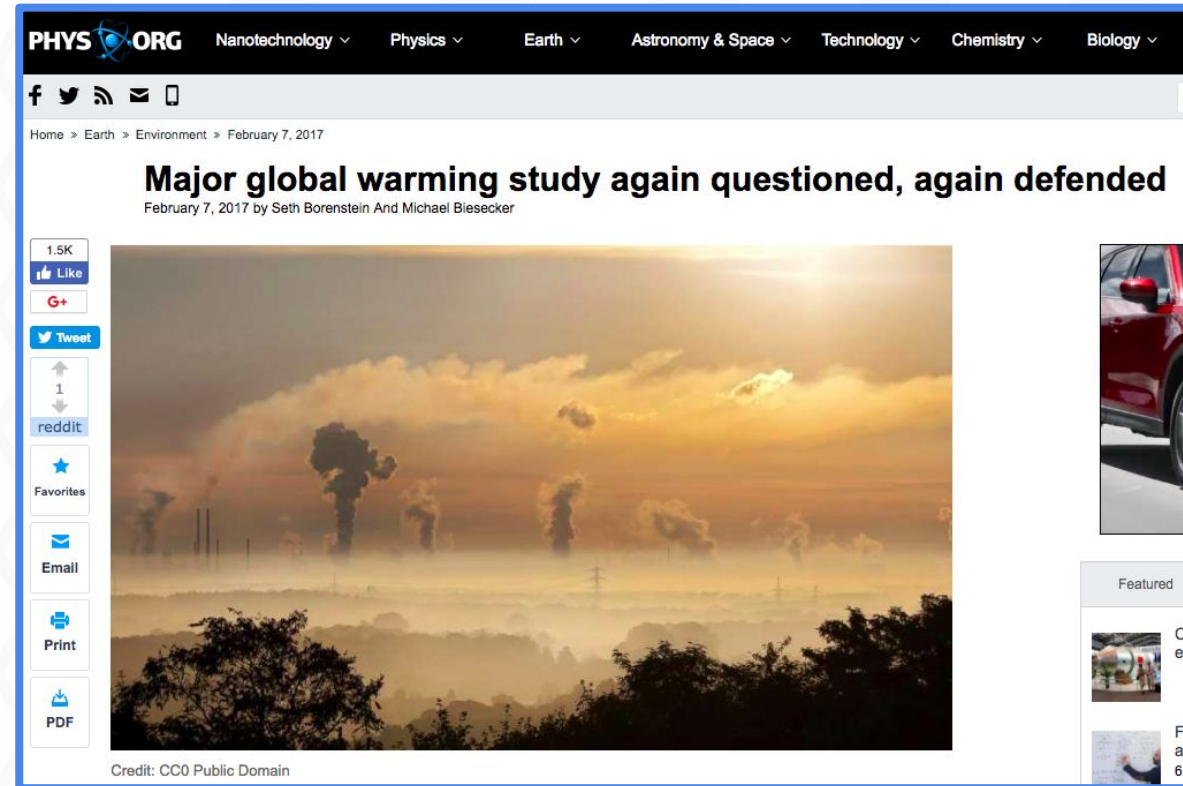 PHYS ORG Nanotechnology Physics Earth Astronomy & Space Technology Chemistry Biology
Home » Earth » Environment » February 7, 2017
Major global warming study again questioned, again defended
February 7, 2017 by Seth Borenstein And Michael Biesecker
1.5K
Like
G+
Tweet
1
reddit
Favorites
Email
Print
PDF
Credit: CC0 Public Domain
Featured
C
e
F
a
6